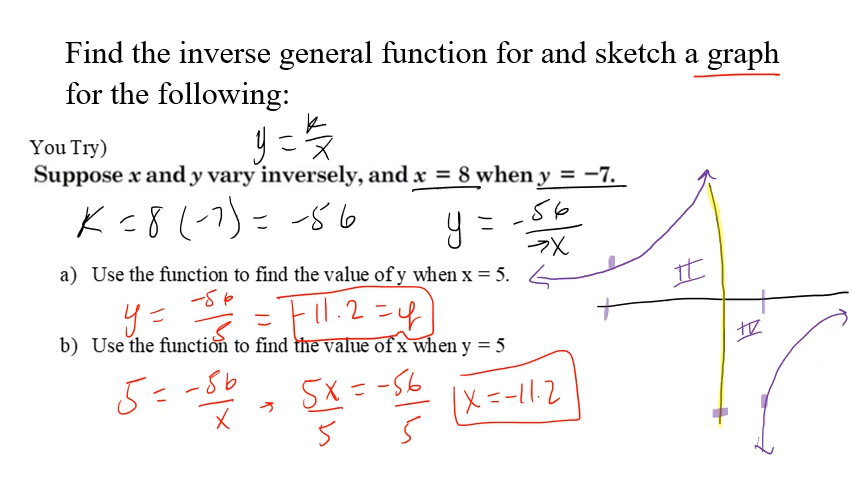 Find the inverse general function for and sketch a graph
for the following:
y = k/x
You Try)
Suppose x and y vary inversely, and x = 8 when y = −7.
K = 8 (-7) = -56
y = -56/x
a) Use the function to find the value of y when x = 5.
y = -56/5 = -11.2 = y
b) Use the function to find the value of x when y = 5
5 = -56/x → 5x/5 = -56/5 x = -11.2
II
IV